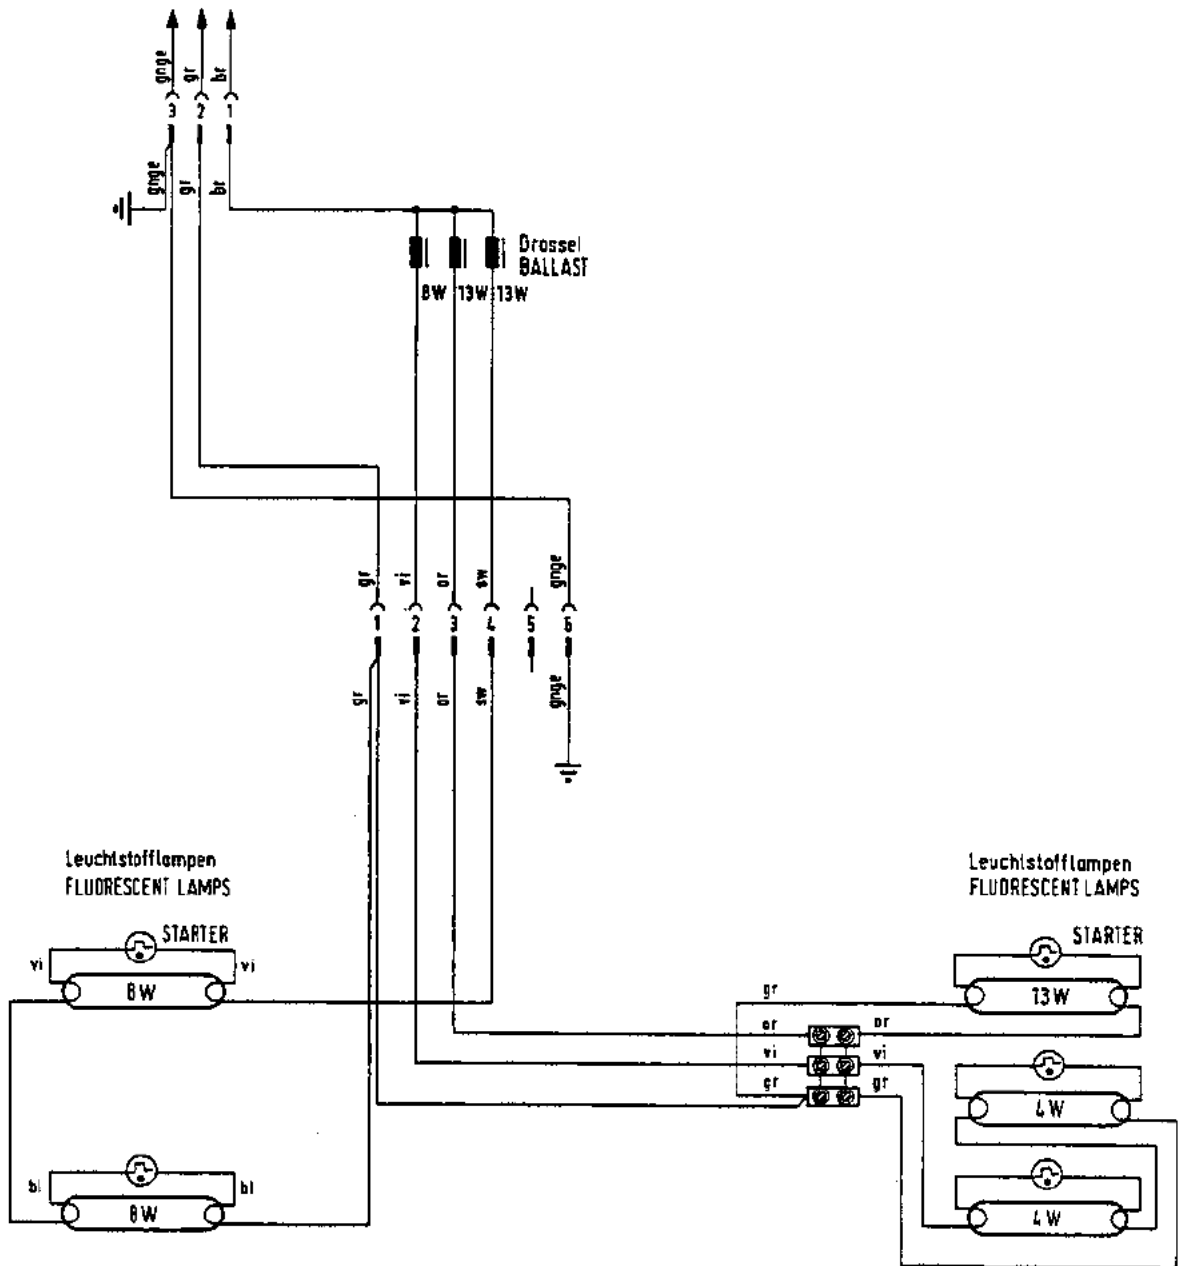 gnge
gr
br
3
2
1
gnge
gr
br
Drossel
BALLAST
8W
13W
13W
gr
vi
or
sw
gnge
1
2
3
4
5
6
gr
vi
or
sw
gnge
Leuchtstofflampen
FLUORESCENT LAMPS
STARTER
vi
vi
8W
bl
bl
8W
Leuchtstofflampen
FLUORESCENT LAMPS
STARTER
13W
gr
or
or
vi
vi
gr
gr
4W
4W